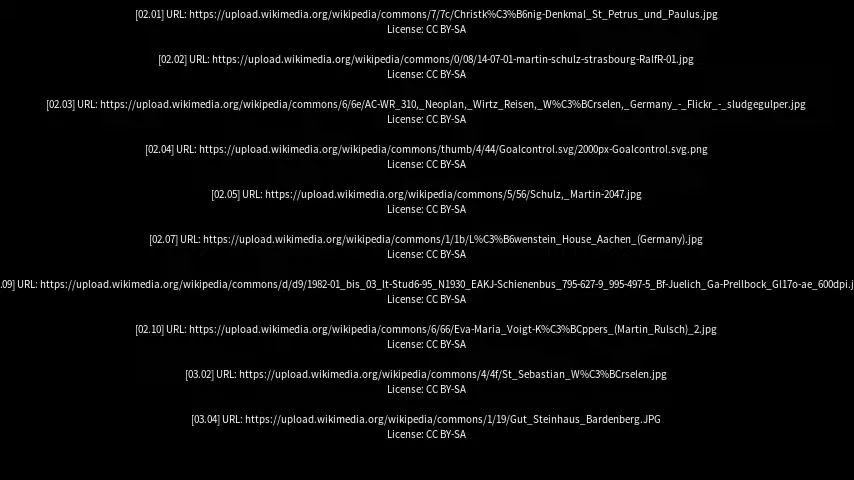 [02.01] URL: https://upload.wikimedia.org/wikipedia/commons/7/7c/Christk%C3%B6nig-Denkmal_St_Petrus_und_Paulus.jpg
License: CC BY-SA
[02.02] URL: https://upload.wikimedia.org/wikipedia/commons/0/08/14-07-01-martin-schulz-strasbourg-RalfR-01.jpg
License: CC BY-SA
[02.03] URL: https://upload.wikimedia.org/wikipedia/commons/6/6e/AC-WR_310,_Neoplan,_Wirtz_Reisen,_W%C3%BCrselen,_Germany_-_Flickr_-_sludgegulper.jpg
License: CC BY-SA
[02.04] URL: https://upload.wikimedia.org/wikipedia/commons/thumb/4/44/Goalcontrol.svg/2000px-Goalcontrol.svg.png
License: CC BY-SA
[02.05] URL: https://upload.wikimedia.org/wikipedia/commons/5/56/Schulz,_Martin-2047.jpg
License: CC BY-SA
[02.07] URL: https://upload.wikimedia.org/wikipedia/commons/1/1b/L%C3%B6wenstein_House_Aachen_(Germany).jpg
License: CC BY-SA
.09] URL: https://upload.wikimedia.org/wikipedia/commons/d/d9/1982-01_bis_03_It-Stud6-95_N1930_EAKJ-Schienenbus_795-627-9_995-497-5_Bf-Juelich_Ga-Prellbock_Gl17o-ae_600dpi.j
License: CC BY-SA
[02.10] URL: https://upload.wikimedia.org/wikipedia/commons/6/66/Eva-Maria_Voigt-K%C3%BCppers_(Martin_Rulsch)_2.jpg
License: CC BY-SA
[03.02] URL: https://upload.wikimedia.org/wikipedia/commons/4/4f/St_Sebastian_W%C3%BCrselen.jpg
License: CC BY-SA
[03.04] URL: https://upload.wikimedia.org/wikipedia/commons/1/19/Gut_Steinhaus_Bardenberg.JPG
License: CC BY-SA